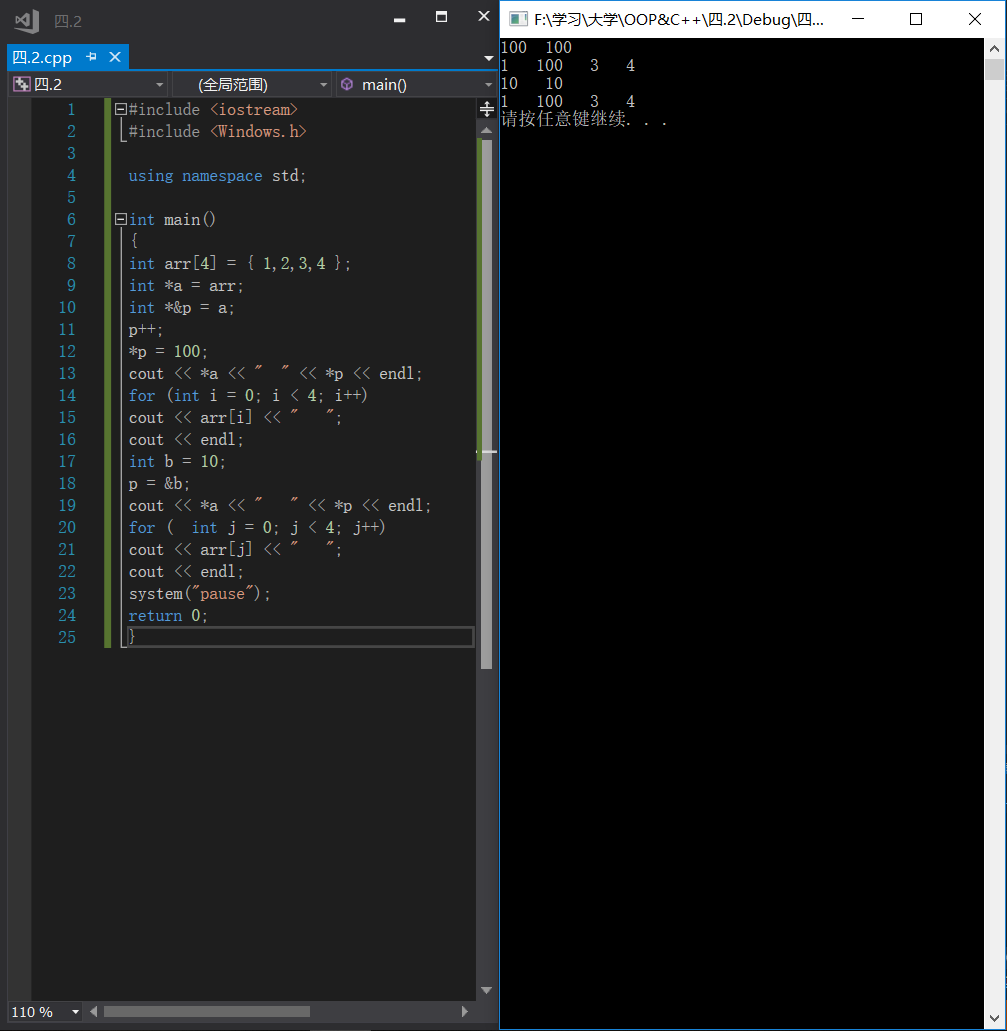 四.2
四.2.cpp
四.2 (全局范围) main()
1 #include <iostream>
2 #include <Windows.h>
3
4 using namespace std;
5
6 int main()
7 {
8 int arr[4] = { 1,2,3,4 };
9 int *a = arr;
10 int *&p = a;
11 p++;
12 *p = 100;
13 cout << *a << "  " << *p << endl;
14 for (int i = 0; i < 4; i++)
15 cout << arr[i] << "   ";
16 cout << endl;
17 int b = 10;
18 p = &b;
19 cout << *a << "   " << *p << endl;
20 for (  int j = 0; j < 4; j++)
21 cout << arr[j] << "   ";
22 cout << endl;
23 system("pause");
24 return 0;
25 }
110 %
F:\学习\大学\OOP&C++\四.2\Debug\四...
100  100
1   100   3   4
10   10
1   100   3   4
请按任意键继续. . .